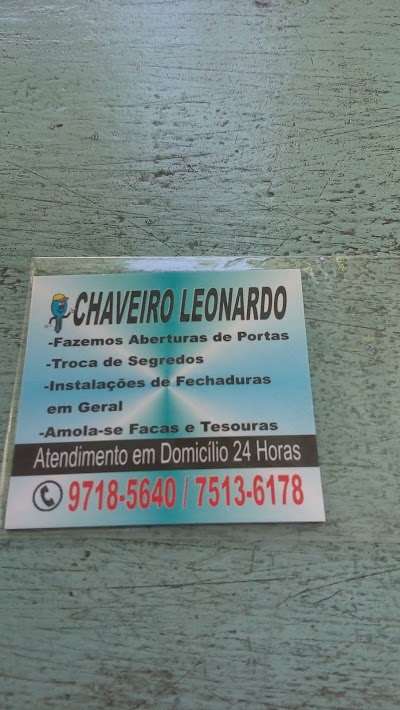 CHAVEIRO LEONARDO
-Fazemos Aberturas de Portas
-Troca de Segredos
-Instalações de Fechaduras
em Geral
-Amola-se Facas e Tesouras
Atendimento em Domicílio 24 Horas
9718-5640 / 7513-6178